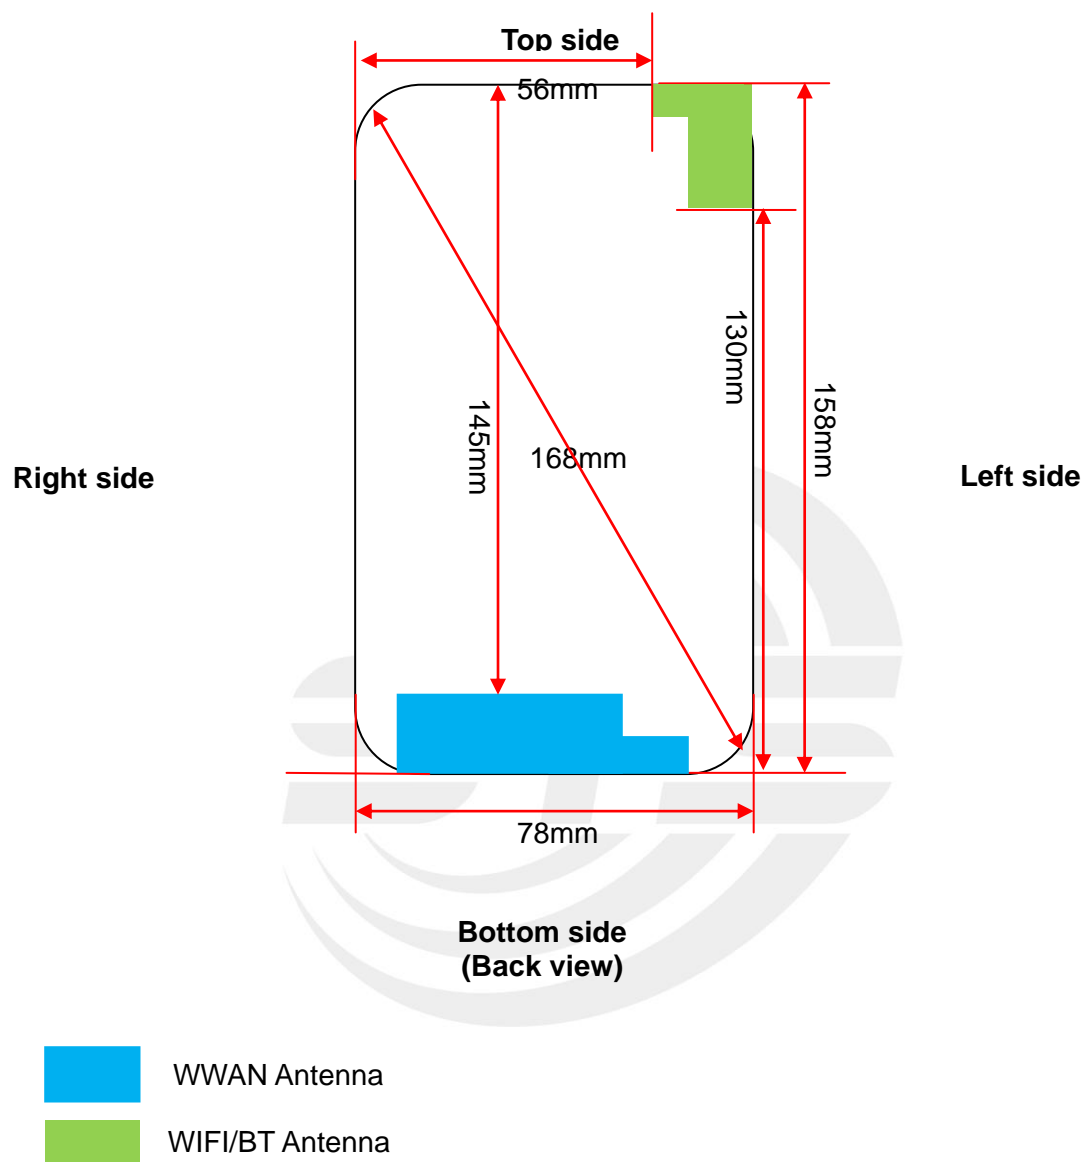 Top side
56mm
130mm
158mm
145mm
168mm
Right side
Left side
78mm
Bottom side
(Back view)
WWAN Antenna
WIFI/BT Antenna